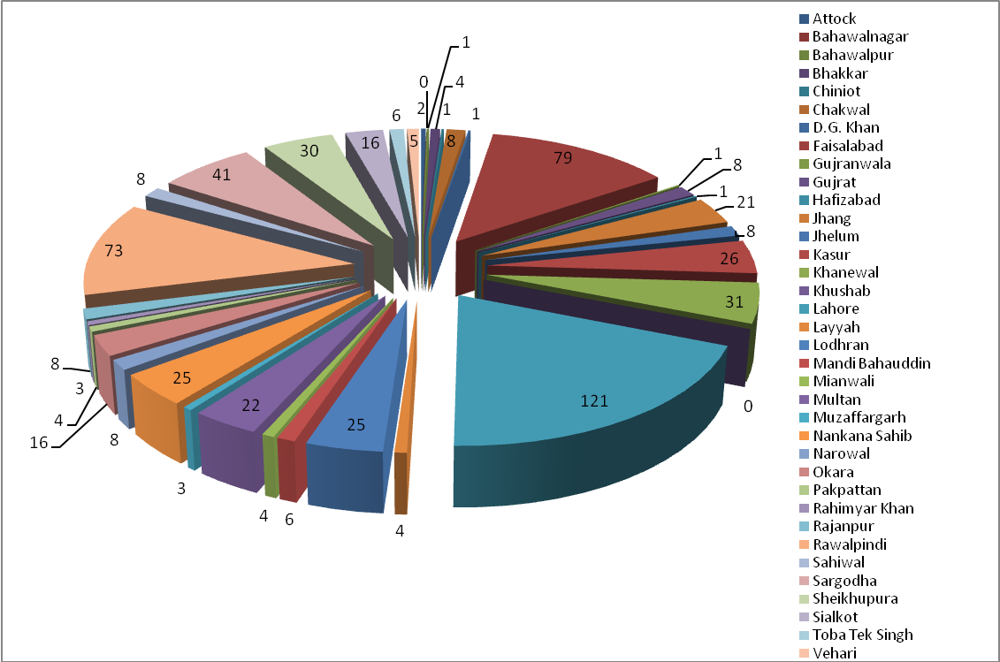 1
0
4
2
1
8
1
6
5
16
30
79
41
1
8
8
1
21
8
73
26
31
8
3
4
16
8
25
22
3
4
6
25
4
121
0
Attock
Bahawalnagar
Bahawalpur
Bhakkar
Chiniot
Chakwal
D.G. Khan
Faisalabad
Gujranwala
Gujrat
Hafizabad
Jhang
Jhelum
Kasur
Khanewal
Khushab
Lahore
Layyah
Lodhran
Mandi Bahauddin
Mianwali
Multan
Muzaffargarh
Nankana Sahib
Narowal
Okara
Pakpattan
Rahimyar Khan
Rajanpur
Rawalpindi
Sahiwal
Sargodha
Sheikhupura
Sialkot
Toba Tek Singh
Vehari